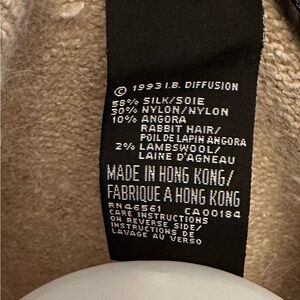 © 1993 I.B. DIFFUSION
58% SILK/SOIE
30% NYLON/NYLON
10% ANGORA
RABBIT HAIR/
POIL DE LAPIN ANGORA
2% LAMBSWOOL/
LAINE D'AGNEAU
MADE IN HONG KONG/
FABRIQUE A HONG KONG
RN46561 CA00184
CARE INSTRUCTIONS
ON REVERSE SIDE/
INSTRUCTIONS DE
LAVAGE AU VERSO